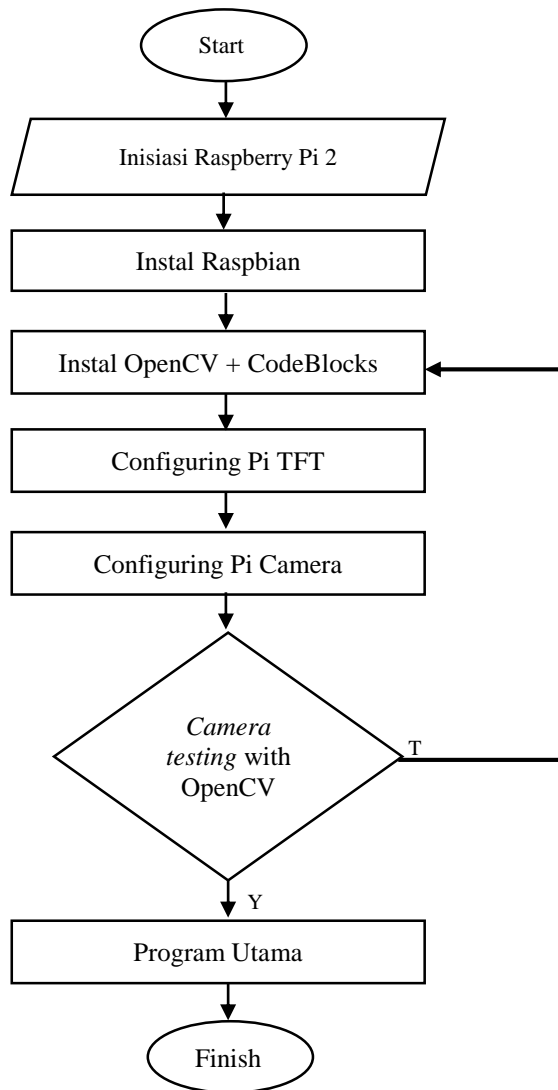 Start
Inisiasi Raspberry Pi 2
Instal Raspbian
Instal OpenCV + CodeBlocks
Configuring Pi TFT
Configuring Pi Camera
Camera
testing with
OpenCV
T
Y
Program Utama
Finish